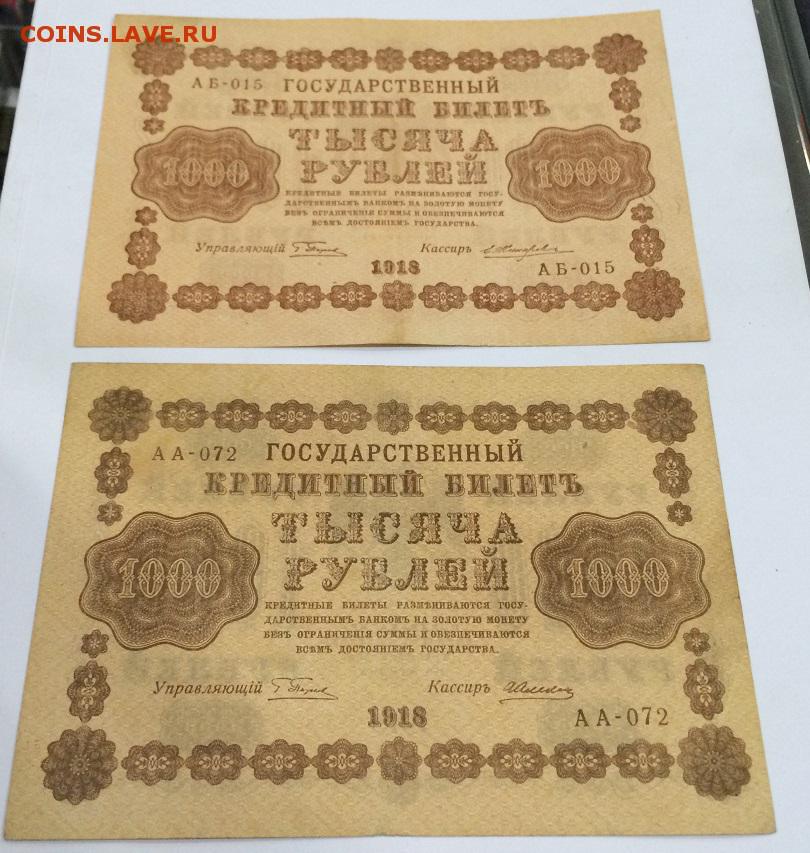 COINS.LAVE.RU
АБ-015 ГОСУДАРСТВЕННЫЙ
КРЕДИТНЫЙ БИЛЕТЪ
ТЫСЯЧА
РУБЛЕЙ
1000 1000
КРЕДИТНЫЕ БИЛЕТЫ РАЗМѢНИВАЮТСЯ ГОСУ-
ДАРСТВЕННЫМЪ БАНКОМЪ НА ЗОЛОТУЮ МОНЕТУ
БЕЗЪ ОГРАНИЧЕНІЯ СУММЫ И ОБЕЗПЕЧИВАЮТСЯ
ВСѢМЪ ДОСТОЯНІЕМЪ ГОСУДАРСТВА.
Управляющій Кассиръ
1918 АБ-015
АА-072 ГОСУДАРСТВЕННЫЙ
КРЕДИТНЫЙ БИЛЕТЪ
ТЫСЯЧА
РУБЛЕЙ
1000 1000
КРЕДИТНЫЕ БИЛЕТЫ РАЗМѢНИВАЮТСЯ ГОСУ-
ДАРСТВЕННЫМЪ БАНКОМЪ НА ЗОЛОТУЮ МОНЕТУ
БЕЗЪ ОГРАНИЧЕНІЯ СУММЫ И ОБЕЗПЕЧИВАЮТСЯ
ВСѢМЪ ДОСТОЯНІЕМЪ ГОСУДАРСТВА.
Управляющій Кассиръ
1918 АА-072